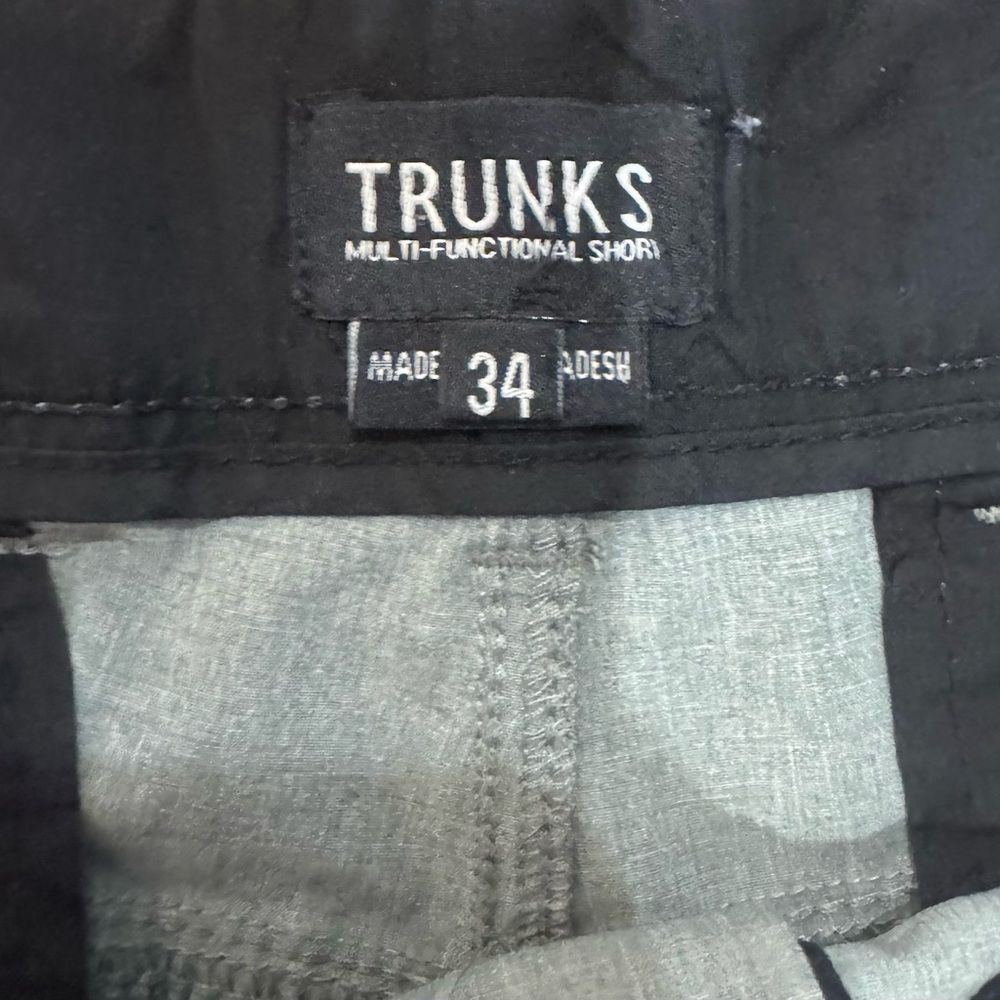 TRUNKS
MULTI-FUNCTIONAL SHORT
MADE 34 ADESH